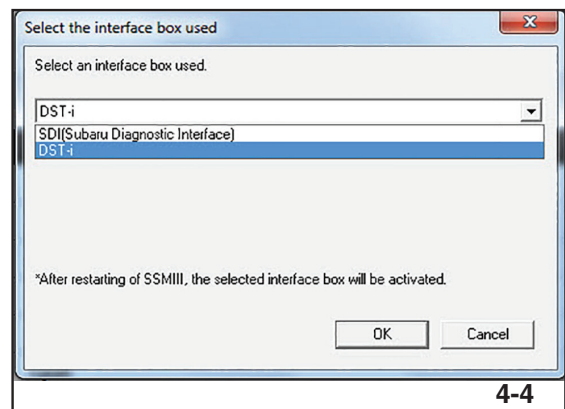 Select the interface box used
Select an interface box used.
DST-i
SDI(Subaru Diagnostic Interface)
DST-i
*After restarting of SSMIII, the selected interface box will be activated.
OK
Cancel
4-4